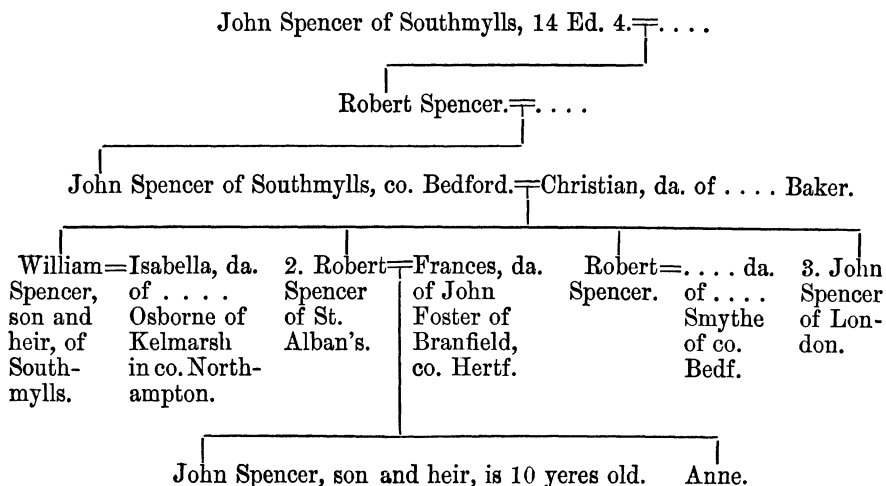 John Spencer of Southmylls, 14 Ed. 4.=. . . .
Robert Spencer.=. . . .
John Spencer of Southmylls, co. Bedford.=Christian, da. of . . . . Baker.
William=Isabella, da.
Spencer, of . . . .
son and Osborne of
heir, of Kelmarsh
South- in co. North-
mylls. ampton.
2. Robert=Frances, da.
Spencer of John
of St. Foster of
Alban's. Branfield,
co. Hertf.
Robert=. . . . da.
Spencer. of . . . .
Smythe
of co.
Bedf.
3. John
Spencer
of Lon-
don.
John Spencer, son and heir, is 10 yeres old. Anne.